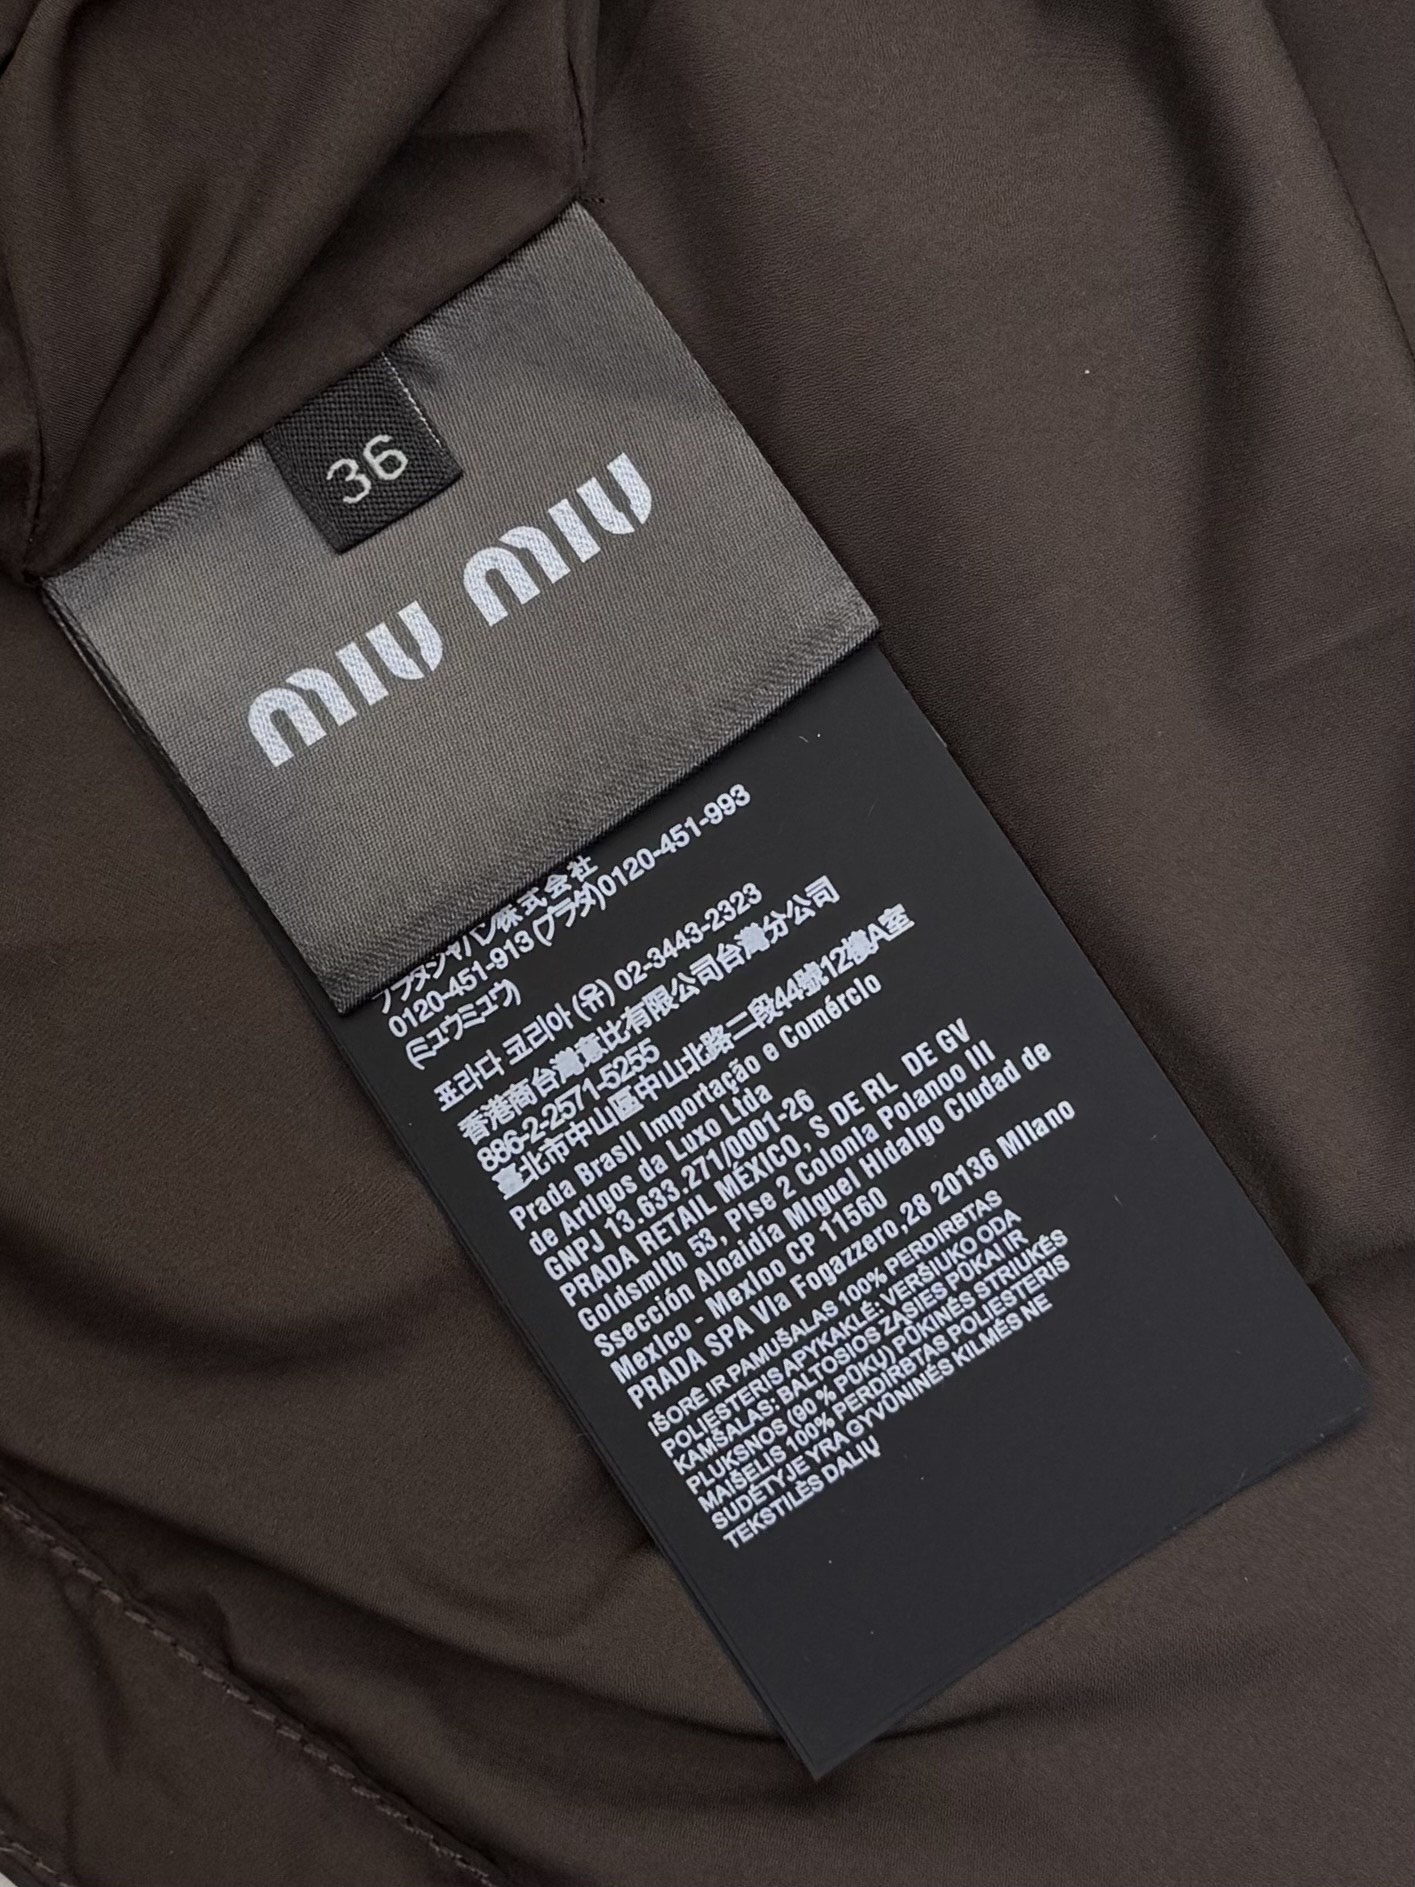 36
MIU MIU
プラダジャパン株式会社
0120-451-913 (プラダ)0120-451-993
(ミュウミュウ)
프라다 코리아 (유) 02-3443-2323
香港商台灣惠比有限公司台灣分公司
886-2-2571-5255
臺北市中山區中山北路二段44號12樓A室
Prada Brasil Importação e Comércio
de Artigos da Luxo Ltda
GNPJ 13.633.271/0001-26
PRADA RETAIL MÉXICO, S DE RL DE GV
Goldsmith 53, Pise 2 Colonia Polanoo III
Ssección Aloaldía Miguel Hidalgo Ciudad de
Mexico - Mexloo CP 11560
PRADA SPA VIa Fogazzero,28 20136 Milano
IŠORĖ IR PAMUŠALAS 100% PERDIRBTAS
POLIESTERIS APYKAKLĖ: VERŠIUKO ODA
KAMŠALAS: BALTOSIOS ŽĄSIES PŪKAI IR
PLUKSNOS (90 % PŪKŲ) PŪKINĖS STRIUKĖS
MAIŠELIS 100% PERDIRBTAS POLIESTERIS
SUDĖTYJE YRA GYVŪNINĖS KILMĖS NE
TEKSTILĖS DALIŲ